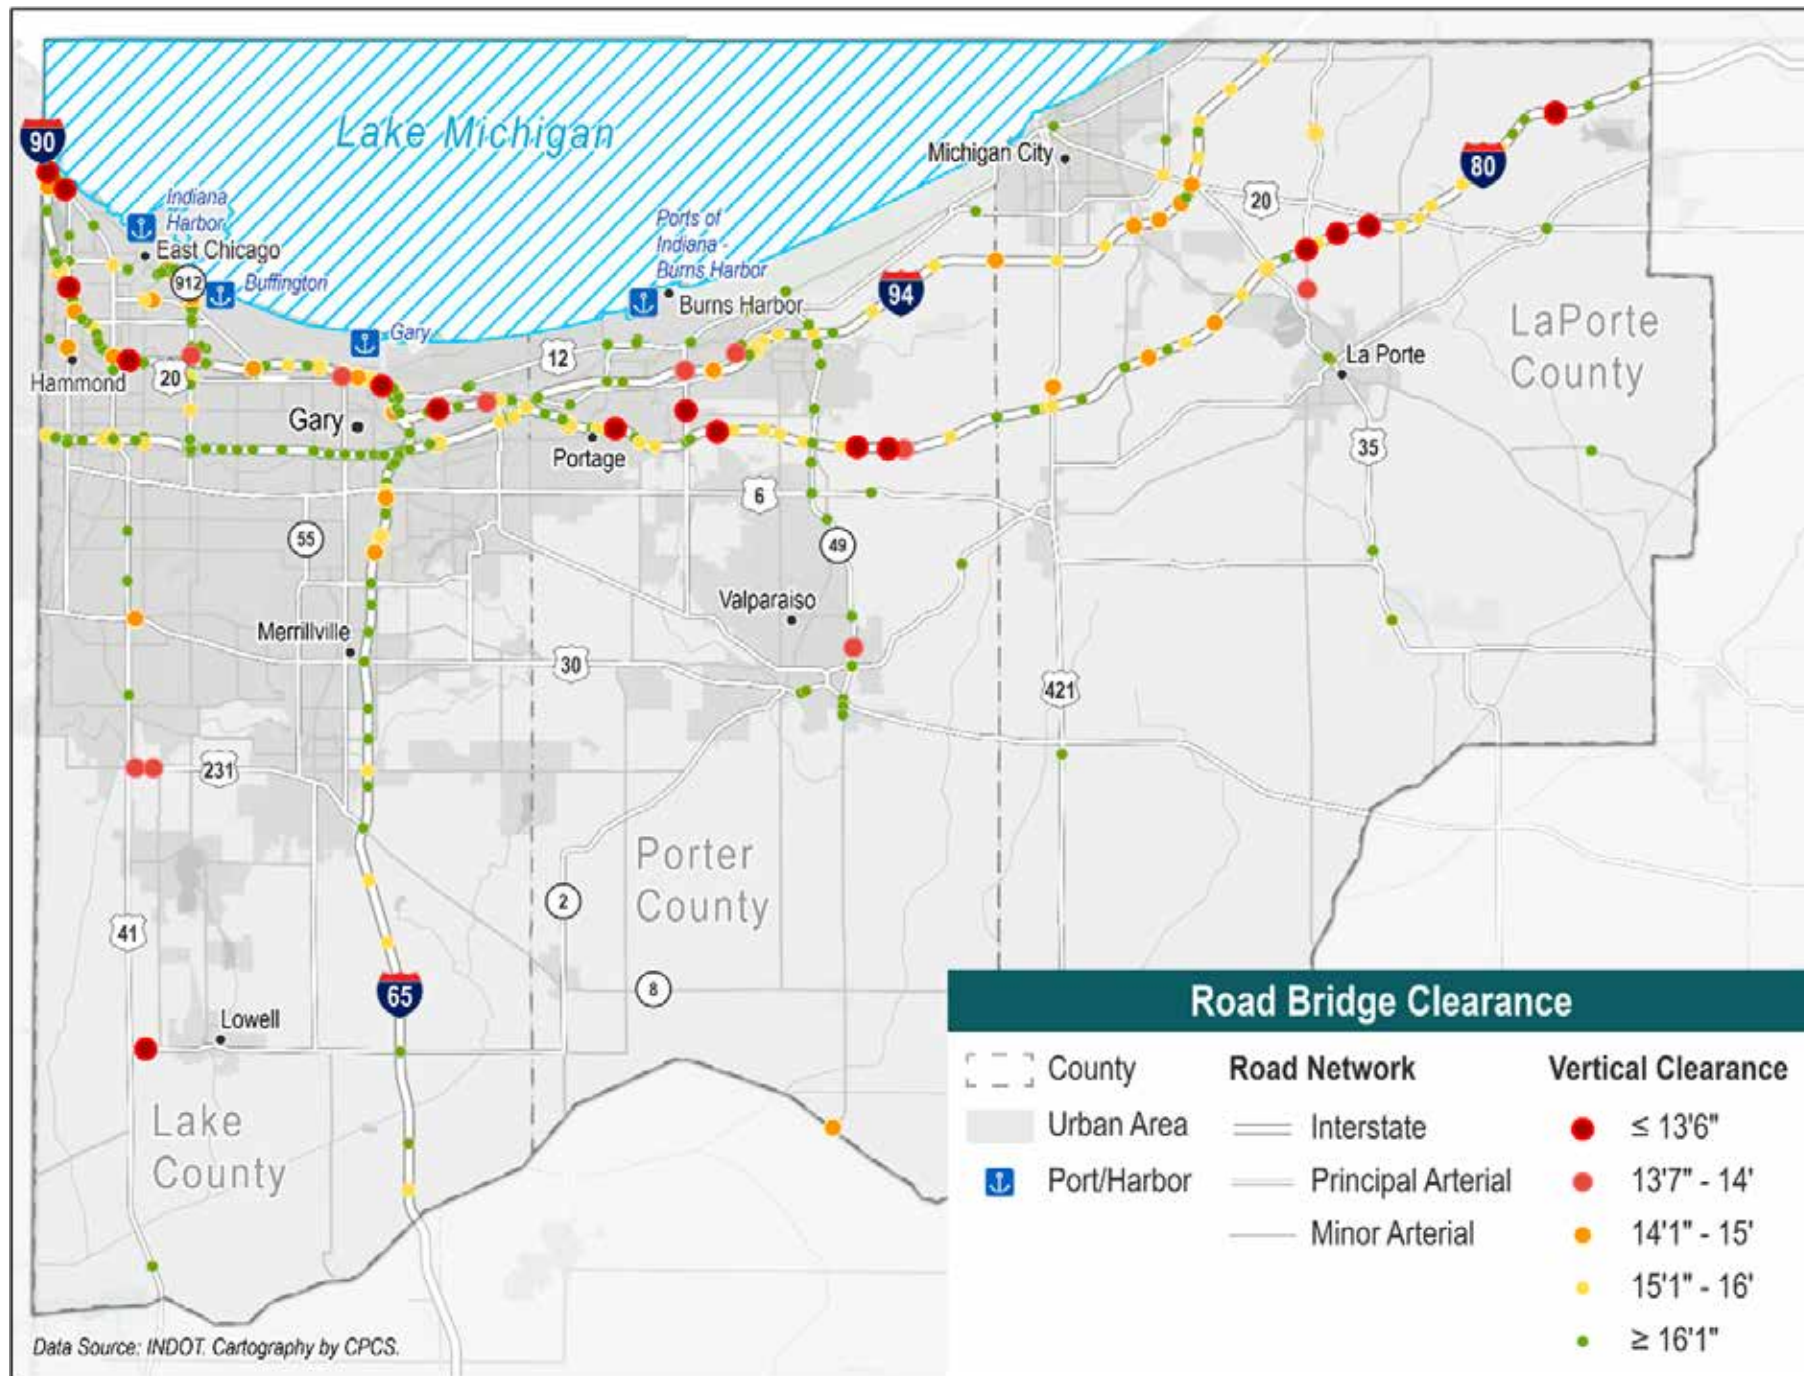 90
Lake Michigan
Michigan City
80
20
Indiana
Harbor
East Chicago
912
Buffington
Ports of
Indiana -
Burns Harbor
Burns Harbor
94
Gary
12
LaPorte
County
La Porte
Hammond
20
Gary
Portage
35
6
55
49
Valparaiso
Merrillville
30
421
231
Porter
County
2
41
65
8
Lowell
Lake
County
Data Source: INDOT. Cartography by CPCS.
Road Bridge Clearance
County
Urban Area
Port/Harbor
Road Network
Interstate
Principal Arterial
Minor Arterial
Vertical Clearance
≤ 13'6"
13'7" - 14'
14'1" - 15'
15'1" - 16'
≥ 16'1"